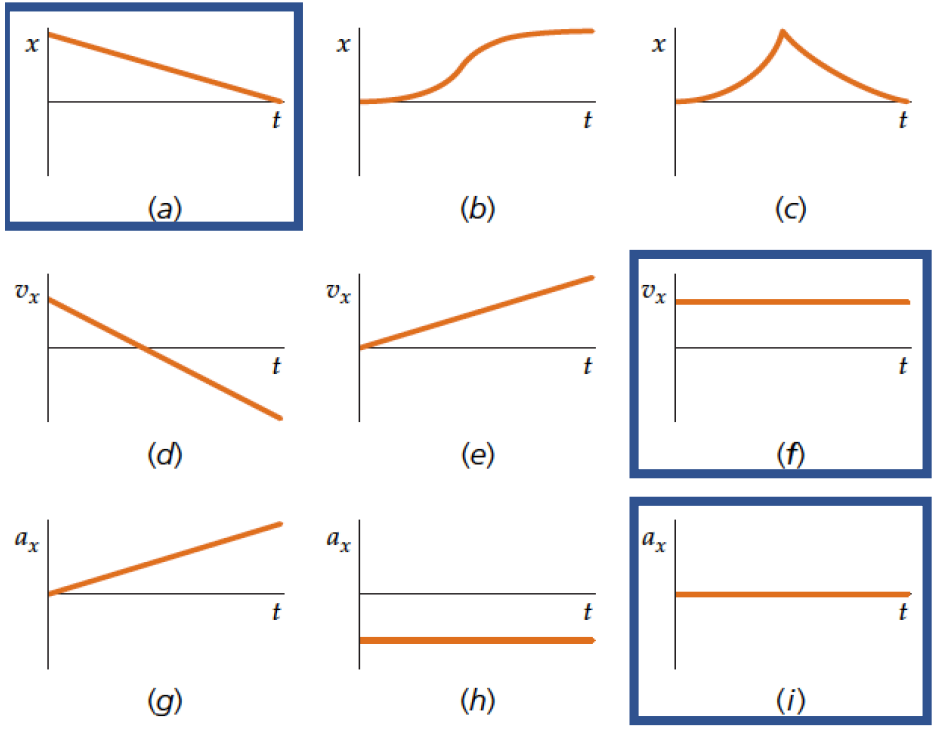 x t x t x t
(a) (b) (c)
vx t vx t vx t
(d) (e) (f)
ax t ax t ax t
(g) (h) (i)